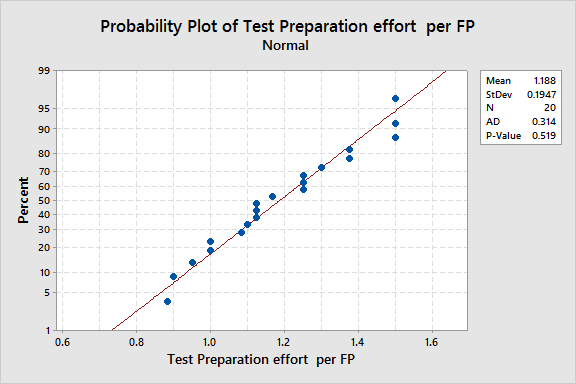 Probability Plot of Test Preparation effort  per FP
Normal
Mean 1.188
StDev 0.1947
N 20
AD 0.314
P-Value 0.519
Percent
99
95
90
80
70
60
50
40
30
20
10
5
1
0.6 0.8 1.0 1.2 1.4 1.6
Test Preparation effort  per FP